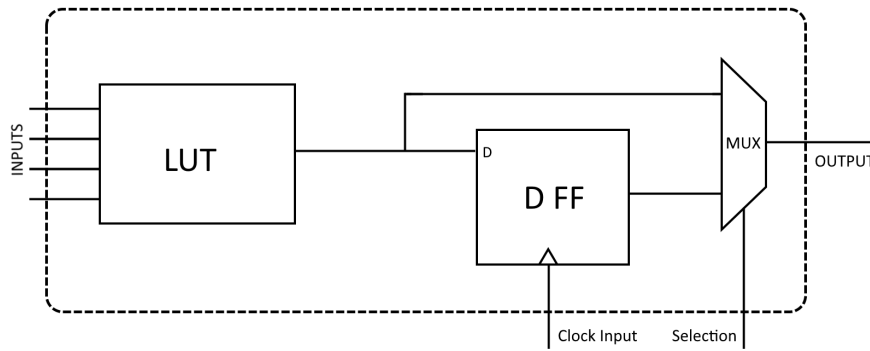 INPUTS
LUT
D
D FF
MUX
OUTPUT
Clock Input
Selection